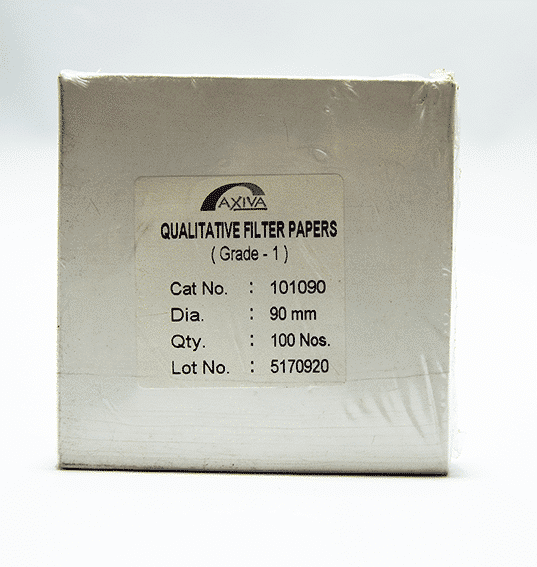 AXIVA
QUALITATIVE FILTER PAPERS
( Grade - 1 )
Cat No. : 101090
Dia. : 90 mm
Qty. : 100 Nos.
Lot No. : 5170920